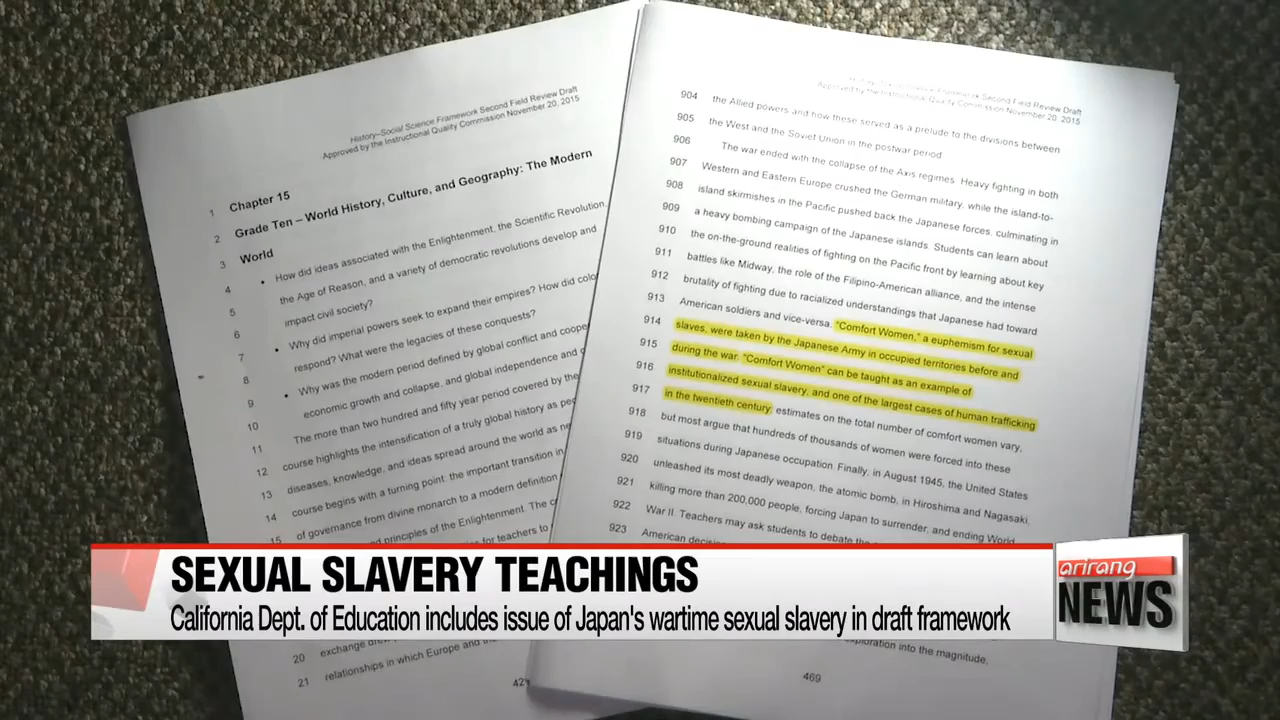 History–Social Science Framework Second Field Review Draft
Approved by the Instructional Quality Commission November 20, 2015
1 Chapter 15
2 Grade Ten – World History, Culture, and Geography: The Modern
3 World
4 • How did ideas associated with the Enlightenment, the Scientific Revolution,
5 the Age of Reason, and a variety of democratic revolutions develop and
6 impact civil society?
7 • Why did imperial powers seek to expand their empires? How did
8 respond? What were the legacies of these conquests?
9 • Why was the modern period defined by global conflict and
10 economic growth and collapse, and global independence and
11 The more than two hundred and fifty year period covered by the
12 course highlights the intensification of a truly global history as
13 diseases, knowledge, and ideas spread around the world as
14 course begins with a turning point: the important transition in
15 of governance from divine monarch to a modern definition
principles of the Enlightenment. The
for teachers to
20 exchange
21 relationships in which Europe and the
Approved by the Instructional Quality Commission November 20, 2015
904 the Allied powers and how these served as a prelude to the divisions between
905 the West and the Soviet Union in the postwar period
906 The war ended with the collapse of the Axis regimes. Heavy fighting in both
907 Western and Eastern Europe crushed the German military, while the island-to-
908 island skirmishes in the Pacific pushed back the Japanese forces, culminating in
909 a heavy bombing campaign of the Japanese islands. Students can learn about
910 the on-the-ground realities of fighting on the Pacific front by learning about key
911 battles like Midway, the role of the Filipino-American alliance, and the intense
912 brutality of fighting due to racialized understandings that Japanese had toward
913 American soldiers and vice-versa. "Comfort Women," a euphemism for sexual
914 slaves, were taken by the Japanese Army in occupied territories before and
915 during the war. "Comfort Women" can be taught as an example of
916 institutionalized sexual slavery, and one of the largest cases of human trafficking
917 in the twentieth century; estimates on the total number of comfort women vary,
918 but most argue that hundreds of thousands of women were forced into these
919 situations during Japanese occupation. Finally, in August 1945, the United States
920 unleashed its most deadly weapon, the atomic bomb, in Hiroshima and Nagasaki,
921 killing more than 200,000 people, forcing Japan to surrender, and ending World
922 War II. Teachers may ask students to debate the
923 American
exploration into the magnitude,
469
SEXUAL SLAVERY TEACHINGS
California Dept. of Education includes issue of Japan's wartime sexual slavery in draft framework
arirang
NEWS